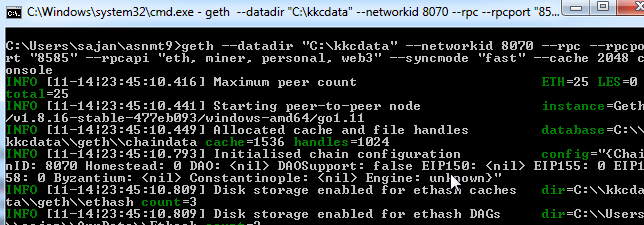 C:\Windows\system32\cmd.exe - geth --datadir "C:\kkcdata" --networkid 8070 --rpc --rpcport "85...
C:\Users\sajan\asnmt9>geth --datadir "C:\kkcdata" --networkid 8070 --rpc --rpcpo
rt "8585" --rpcapi "eth, miner, personal, web3" --syncmode "fast" --cache 2048 c
onsole
INFO [11-14|23:45:10.416] Maximum peer count ETH=25 LES=0
total=25
INFO [11-14|23:45:10.441] Starting peer-to-peer node instance=Geth
/v1.8.16-stable-477eb093/windows-amd64/go1.11
INFO [11-14|23:45:10.449] Allocated cache and file handles database=C:\\
kkcdata\\geth\\chaindata cache=1536 handles=1024
INFO [11-14|23:45:10.793] Initialised chain configuration config="{Chai
nID: 8070 Homestead: 0 DAO: <nil> DAOSupport: false EIP150: <nil> EIP155: 0 EIP1
58: 0 Byzantium: <nil> Constantinople: <nil> Engine: unknown}"
INFO [11-14|23:45:10.809] Disk storage enabled for ethash caches dir=C:\\kkcda
ta\\geth\\ethash count=3
INFO [11-14|23:45:10.809] Disk storage enabled for ethash DAGs dir=C:\\Users